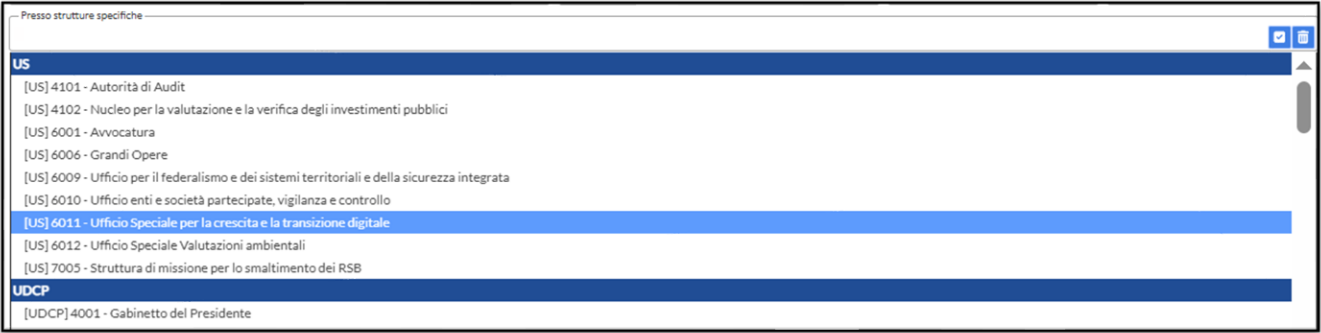 Presso strutture specifiche
US
[US] 4101 - Autorità di Audit
[US] 4102 - Nucleo per la valutazione e la verifica degli investimenti pubblici
[US] 6001 - Avvocatura
[US] 6006 - Grandi Opere
[US] 6009 - Ufficio per il federalismo e dei sistemi territoriali e della sicurezza integrata
[US] 6010 - Ufficio enti e società partecipate, vigilanza e controllo
[US] 6011 - Ufficio Speciale per la crescita e la transizione digitale
[US] 6012 - Ufficio Speciale Valutazioni ambientali
[US] 7005 - Struttura di missione per lo smaltimento dei RSB
UDCP
[UDCP] 4001 - Gabinetto del Presidente